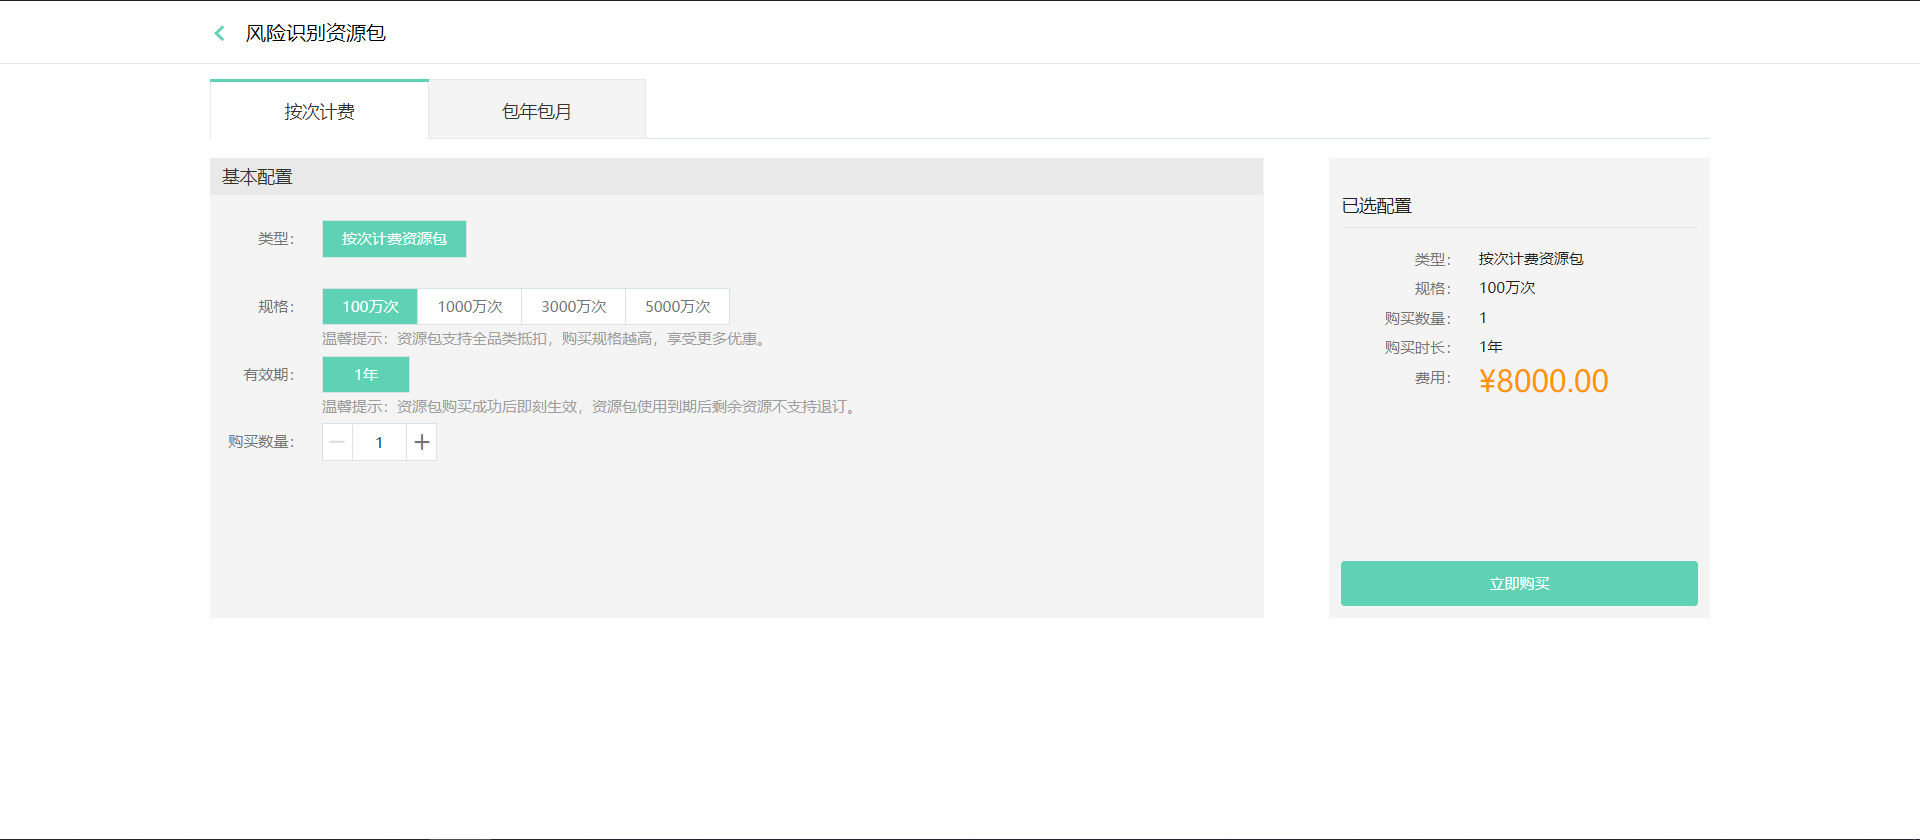 风险识别资源包
按次计费 包年包月
基本配置
类型： 按次计费资源包
规格： 100万次 1000万次 3000万次 5000万次
温馨提示：资源包支持全品类抵扣，购买规格越高，享受更多优惠。
有效期： 1年
温馨提示：资源包购买成功后即刻生效，资源包使用到期后剩余资源不支持退订。
购买数量： 1
已选配置
类型： 按次计费资源包
规格： 100万次
购买数量： 1
购买时长： 1年
费用： ¥8000.00
立即购买